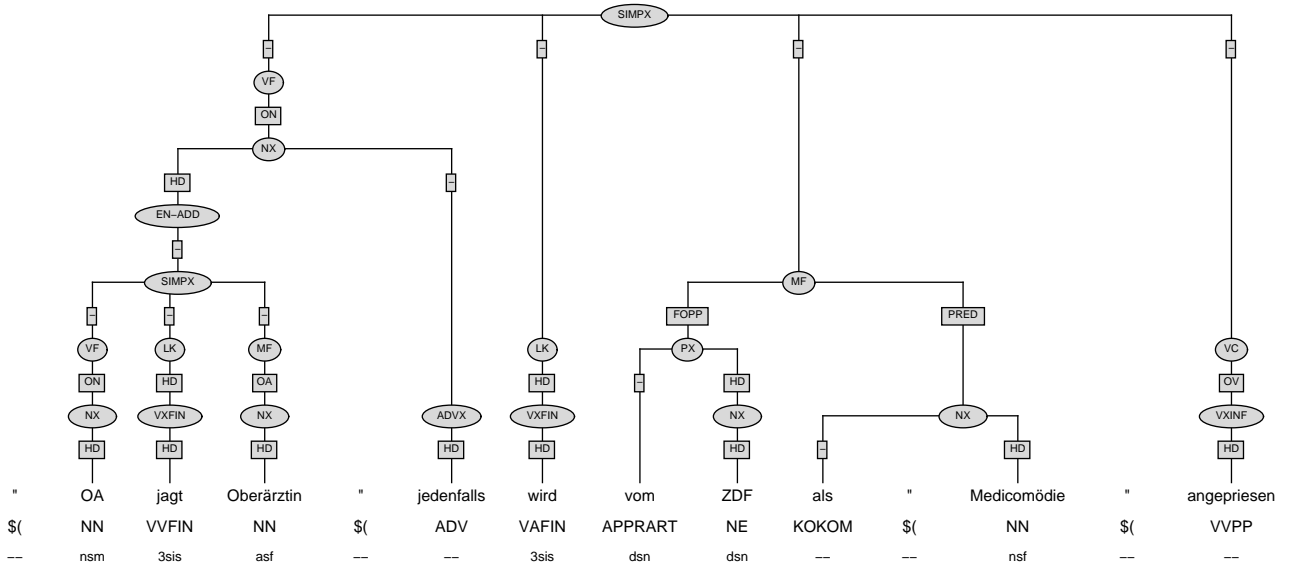 SIMPX
– – – –
VF
ON
NX
HD –
EN–ADD
–
SIMPX MF
– – – FOPP PRED
VF LK MF LK PX VC
ON HD OA HD – HD OV
NX VXFIN NX ADVX VXFIN NX NX VXINF
HD HD HD HD HD HD – HD HD
" OA jagt Oberärztin " jedenfalls wird vom ZDF als " Medicomödie " angepriesen
$( NN VVFIN NN $( ADV VAFIN APPRART NE KOKOM $( NN $( VVPP
–– nsm 3sis asf –– –– 3sis dsn dsn –– –– nsf –– ––